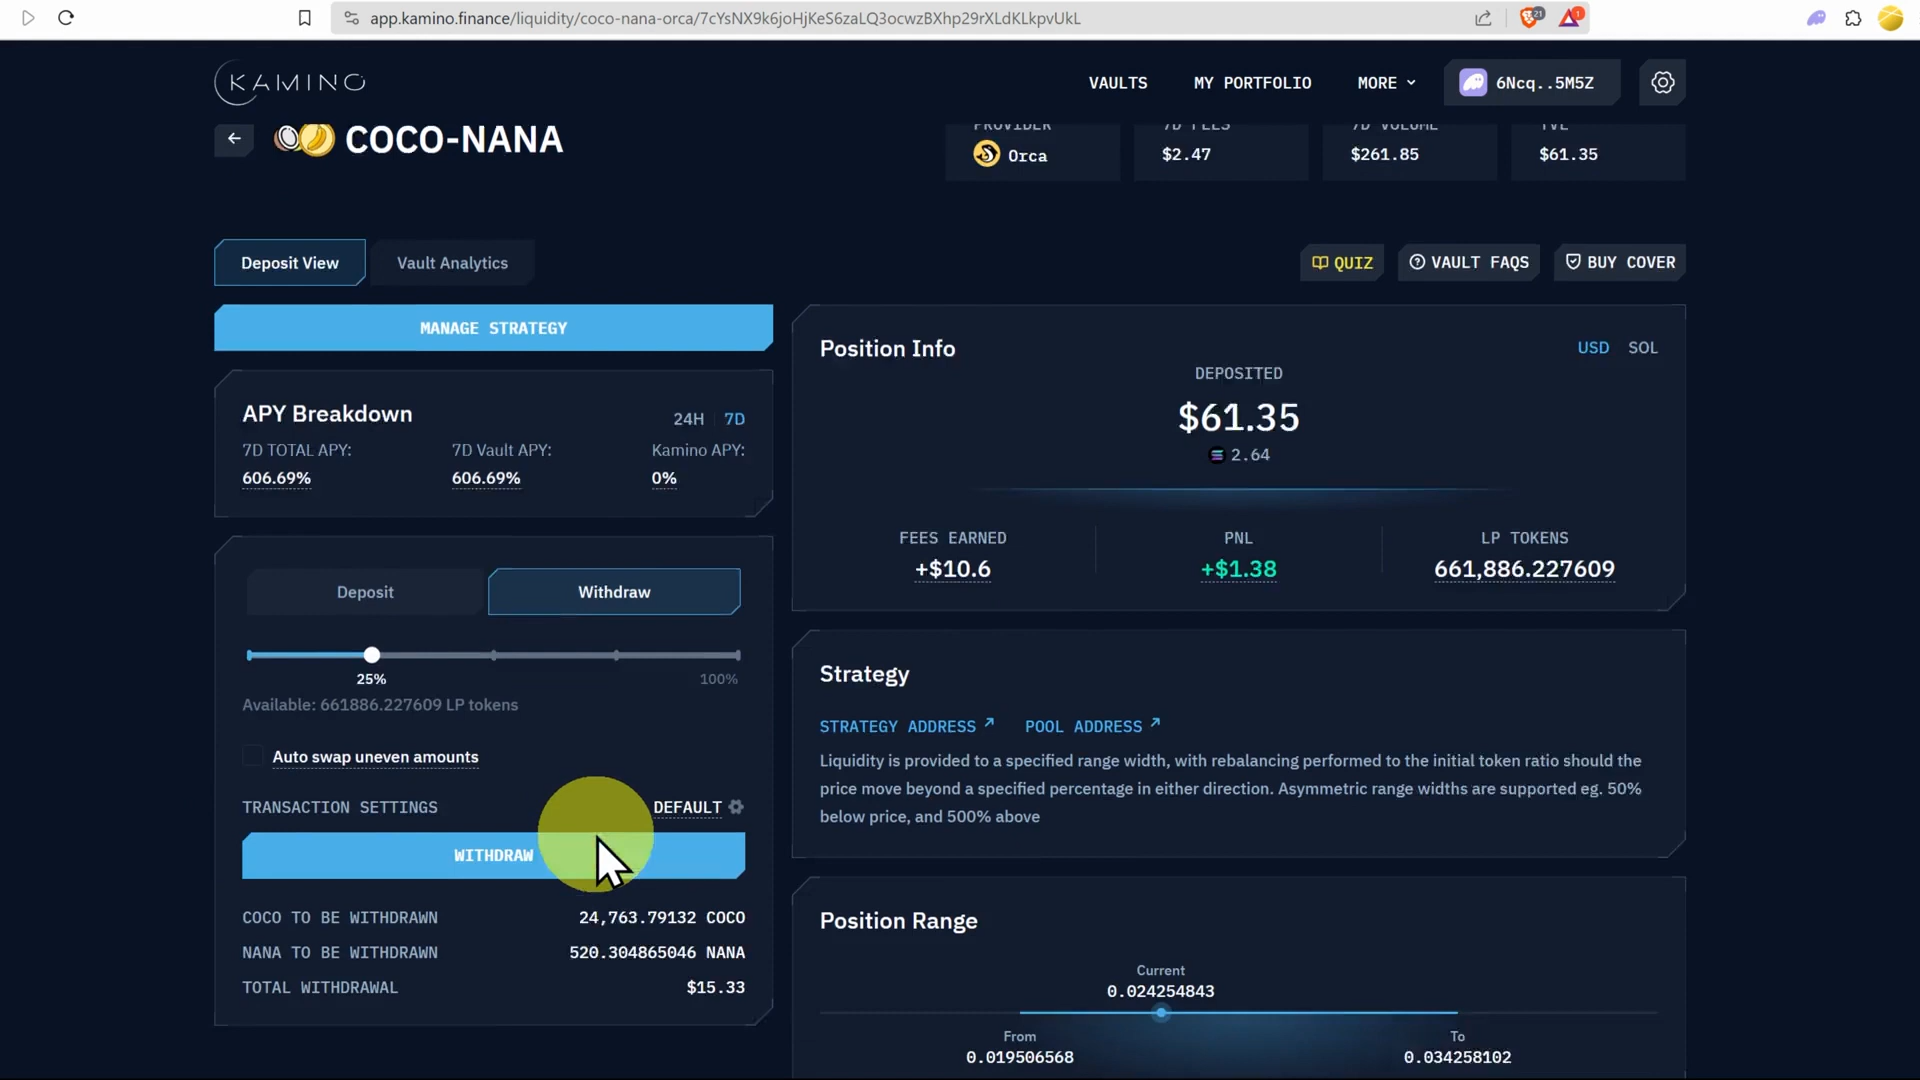 app.kamino.finance/liquidity/coco-nana-orca/7cYsNX9k6joHjKeS6zaLQ3ocwzBXhp29rXLdKLkpvUkL
21
1
KAMINO
VAULTS
MY PORTFOLIO
MORE
6Ncq..5M5Z
COCO-NANA
PROVIDER
Orca
7D FEES
$2.47
7D VOLUME
$261.85
TVL
$61.35
Deposit View
Vault Analytics
QUIZ
VAULT FAQS
BUY COVER
MANAGE STRATEGY
APY Breakdown
24H
7D
7D TOTAL APY:
606.69%
7D Vault APY:
606.69%
Kamino APY:
0%
Deposit
Withdraw
25%
100%
Available: 661886.227609 LP tokens
Auto swap uneven amounts
TRANSACTION SETTINGS
DEFAULT
WITHDRAW
COCO TO BE WITHDRAWN
24,763.79132 COCO
NANA TO BE WITHDRAWN
520.304865046 NANA
TOTAL WITHDRAWAL
$15.33
Position Info
USD
SOL
DEPOSITED
$61.35
2.64
FEES EARNED
+$10.6
PNL
+$1.38
LP TOKENS
661,886.227609
Strategy
STRATEGY ADDRESS
POOL ADDRESS
Liquidity is provided to a specified range width, with rebalancing performed to the initial token ratio should the
price move beyond a specified percentage in either direction. Asymmetric range widths are supported eg. 50%
below price, and 500% above
Position Range
Current
0.024254843
From
0.019506568
To
0.034258102